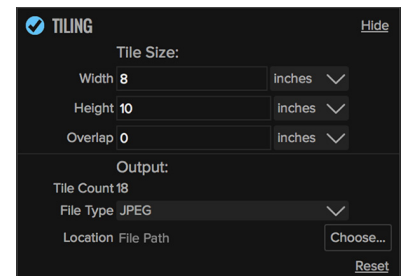 TILING Hide
Tile Size:
Width 8 inches
Height 10 inches
Overlap 0 inches
Output:
Tile Count 18
File Type JPEG
Location File Path Choose...
Reset